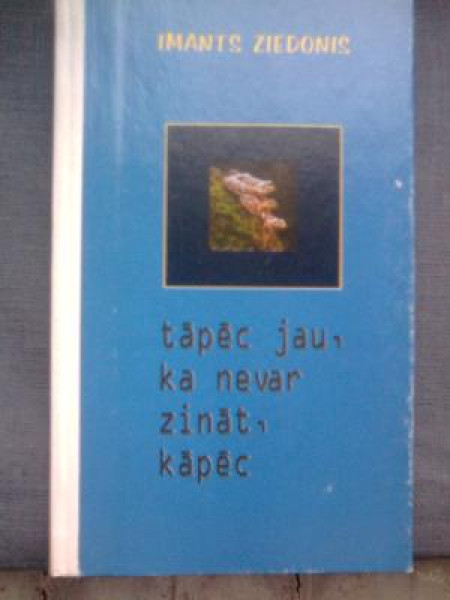 IMANTS ZIEDONIS
tāpēc jau,
ka nevar
zināt,
kāpēc